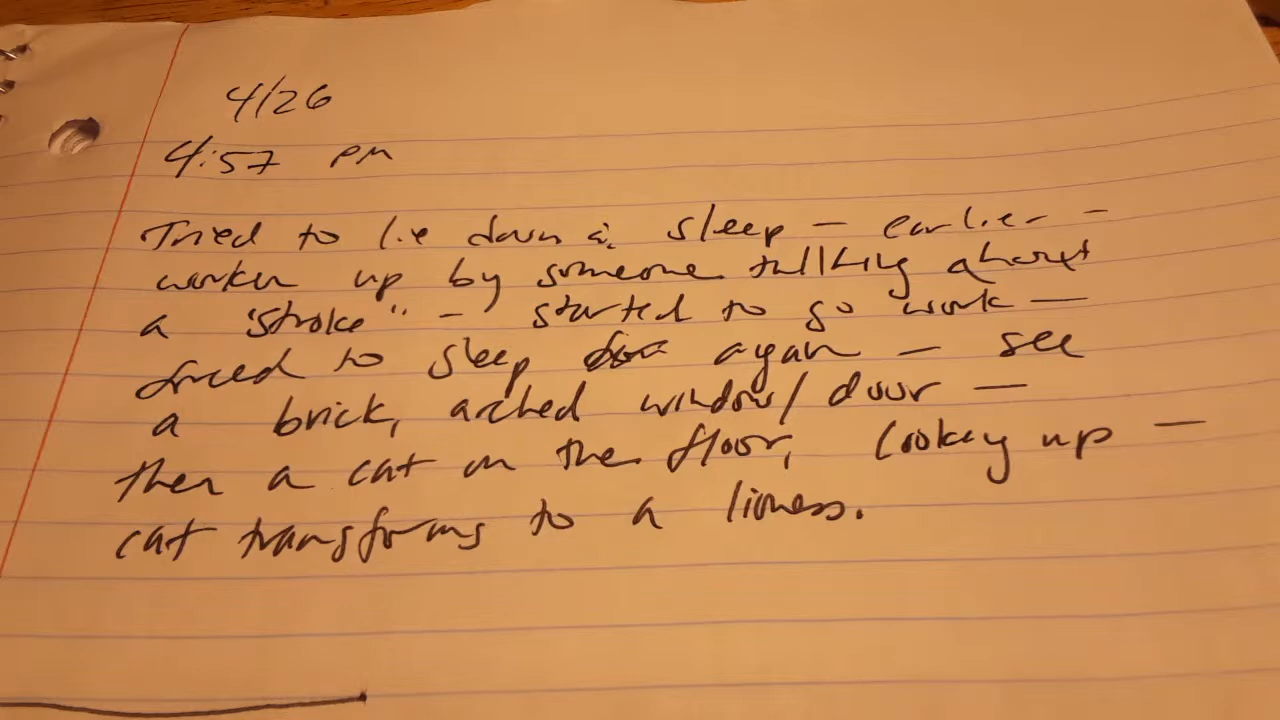 4/26
4:57 pm
Tried to lie down & sleep - earlier -
worken up by someone talking about
a "stroke" - started to go work -
forced to sleep again - see
a brick, arched window/door -
then a cat on the floor, looking up -
cat transforms to a lioness.